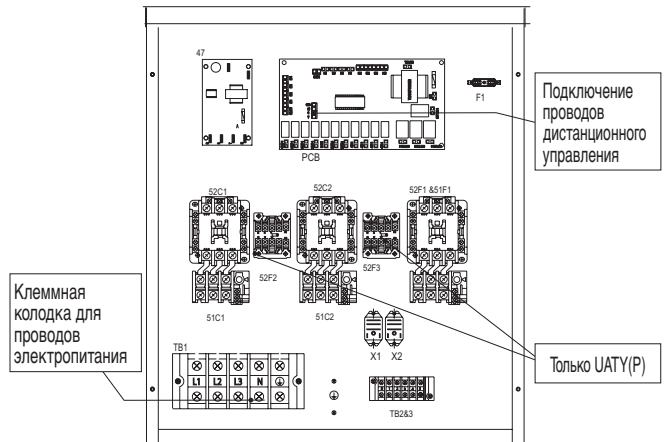 47
A
PCB
F1
Подключение
проводов
дистанционного
управления
52C1
52C2
52F1 &51F1
52F2
52F3
51C1
51C2
Клеммная
колодка для
проводов
электропитания
X1
X2
TB1
L1
L2
L3
N
TB2&3
Только UATY(P)